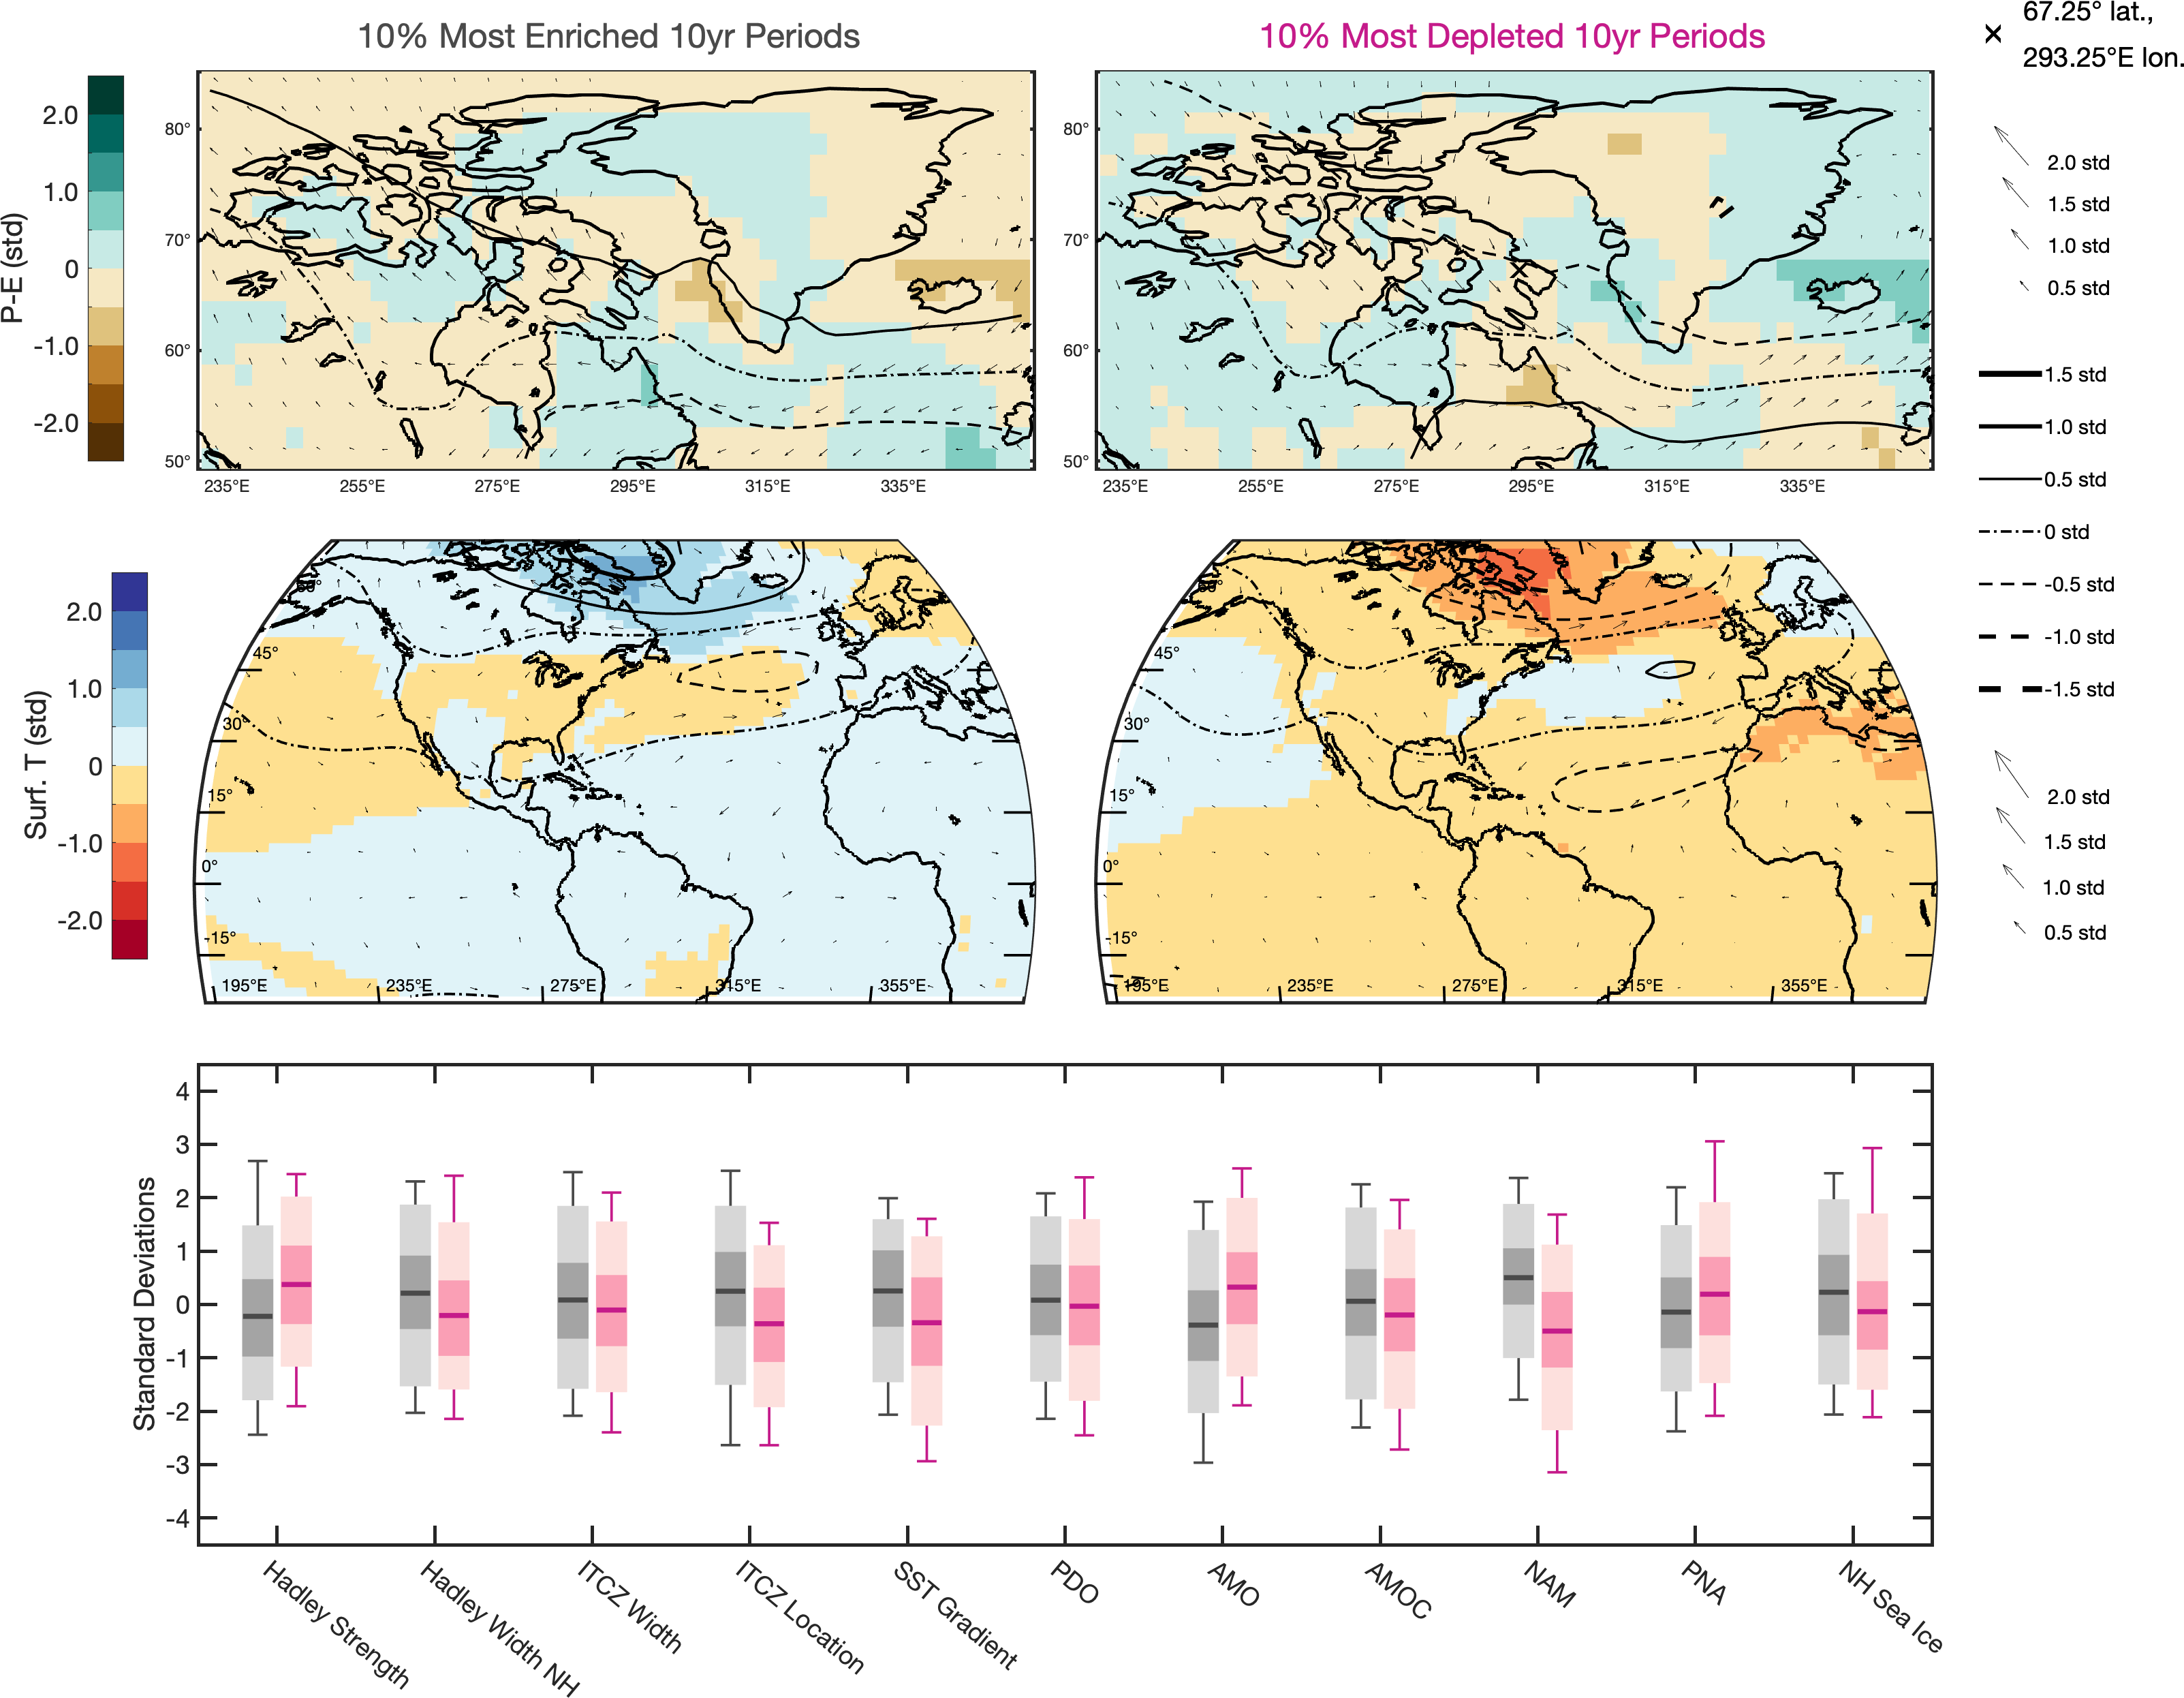 10% Most Enriched 10yr Periods
10% Most Depleted 10yr Periods
67.25° lat.,
293.25°E lon.
P-E (std)
2.0
1.0
0
-1.0
-2.0
80°
70°
60°
50°
235°E
255°E
275°E
295°E
315°E
335°E
80°
70°
60°
50°
235°E
255°E
275°E
295°E
315°E
335°E
2.0 std
1.5 std
1.0 std
0.5 std
1.5 std
1.0 std
0.5 std
0 std
-0.5 std
-1.0 std
-1.5 std
Surf. T (std)
2.0
1.0
0
-1.0
-2.0
60°
45°
30°
15°
0°
-15°
195°E
235°E
275°E
315°E
355°E
60°
45°
30°
15°
0°
-15°
195°E
235°E
275°E
315°E
355°E
2.0 std
1.5 std
1.0 std
0.5 std
Standard Deviations
4
3
2
1
0
-1
-2
-3
-4
Hadley Strength
Hadley Width NH
ITCZ Width
ITCZ Location
SST Gradient
PDO
AMO
AMOC
NAM
PNA
NH Sea Ice